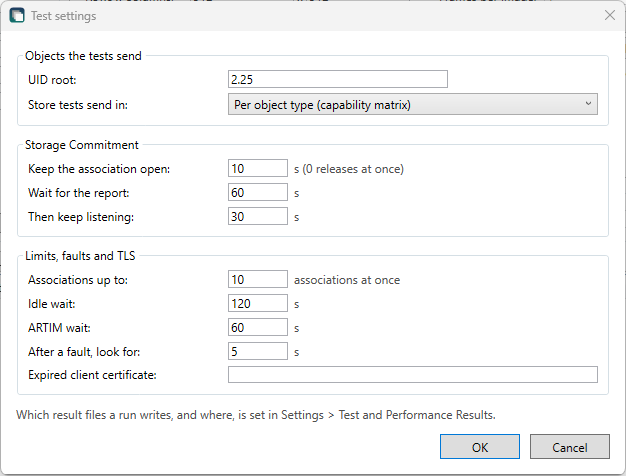 Test settings
Objects the tests send
UID root: 2.25
Store tests send in: Per object type (capability matrix)
Storage Commitment
Keep the association open: 10 s (0 releases at once)
Wait for the report: 60 s
Then keep listening: 30 s
Limits, faults and TLS
Associations up to: 10 associations at once
Idle wait: 120 s
ARTIM wait: 60 s
After a fault, look for: 5 s
Expired client certificate:
Which result files a run writes, and where, is set in Settings > Test and Performance Results.
OK Cancel